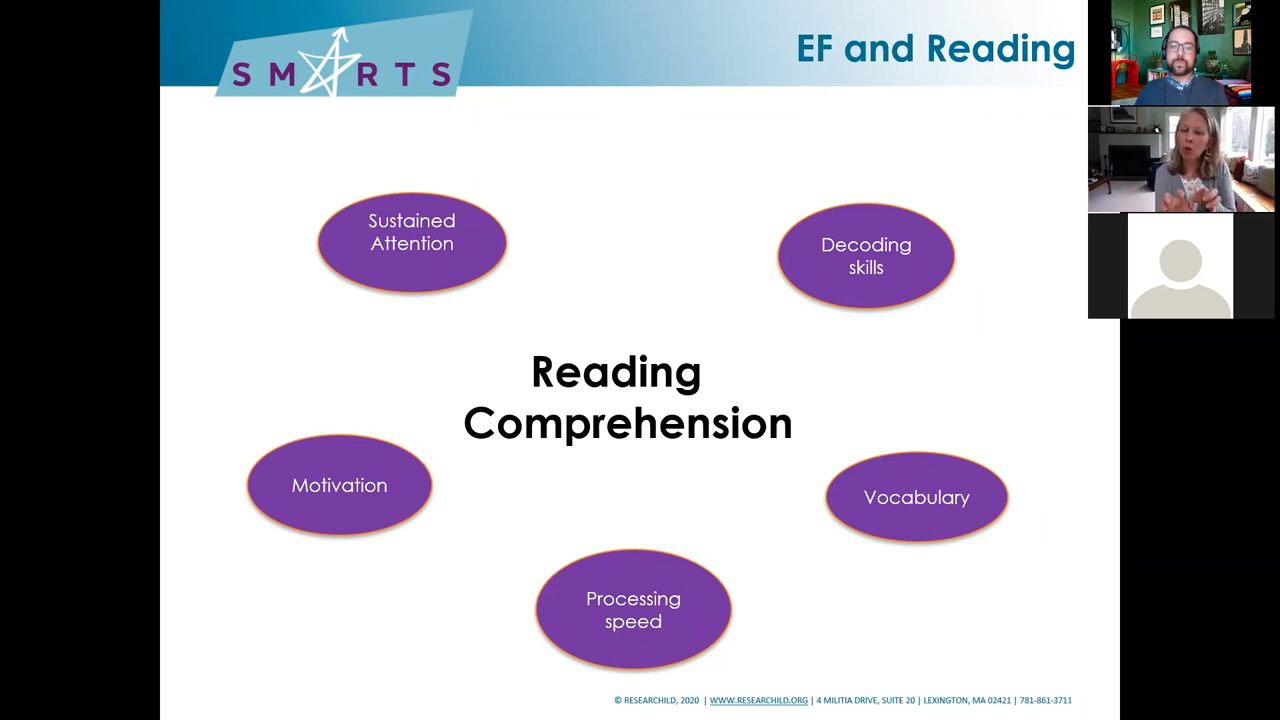 SMARTS
EF and Reading
Sustained
Attention
Decoding
skills
Reading
Comprehension
Motivation
Vocabulary
Processing
speed
© RESEARCHILD, 2020 | WWW.RESEARCHILD.ORG | 4 MILITIA DRIVE, SUITE 20 | LEXINGTON, MA 02421 | 781-861-3711